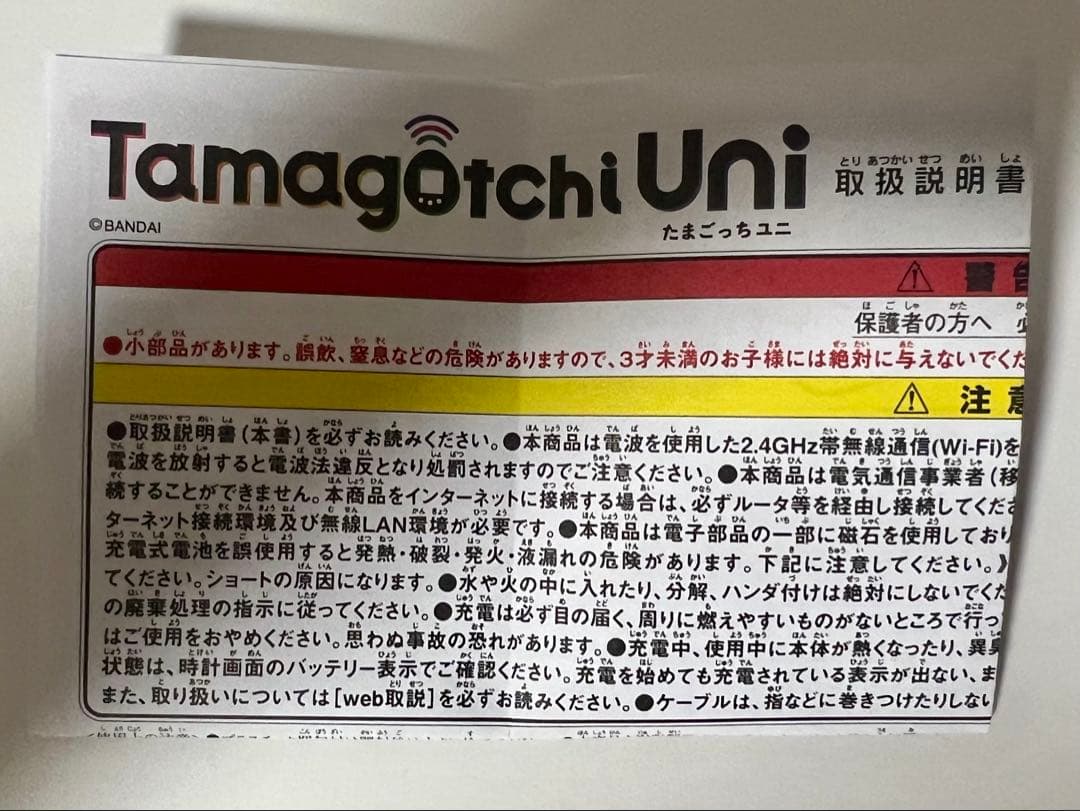 Tamagotchi Uni
たまごっちユニ
取扱説明書
©BANDAI
警告
保護者の方へ
●小部品があります。誤飲、窒息などの危険がありますので、3才未満のお子様には絶対に与えないでくだ
注意
●取扱説明書(本書)を必ずお読みください。●本商品は電波を使用した2.4GHz帯無線通信(Wi-Fi)を
電波を放射すると電波法違反となり処罰されますのでご注意ください。●本商品は電気通信事業者(移
続することができません。本商品をインターネットに接続する場合は、必ずルータ等を経由し接続してくださ
ターネット接続環境及び無線LAN環境が必要です。●本商品は電子部品の一部に磁石を使用しており
充電式電池を誤使用すると発熱・破裂・発火・液漏れの危険があります。下記に注意してください。》
てください。ショートの原因になります。●水や火の中に入れたり、分解、ハンダ付けは絶対にしないでくだ
の廃棄処理の指示に従ってください。●充電は必ず目の届く、周りに燃えやすいものがないところで行っ
はご使用をおやめください。思わぬ事故の恐れがあります。●充電中、使用中に本体が熱くなったり、異臭
状態は、時計画面のバッテリー表示でご確認ください。充電を始めても充電されている表示が出ない、ま
また、取り扱いについては[web取説]を必ずお読みください。●ケーブルは、指などに巻きつけたりしない